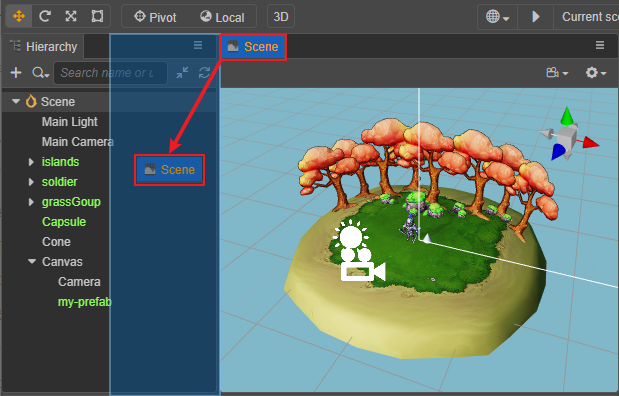 Pivot Local 3D Current sc
Hierarchy
Scene
Search name or u
Scene
Main Light
Main Camera
Scene
islands
soldier
grassGoup
Capsule
Cone
Canvas
Camera
my-prefab